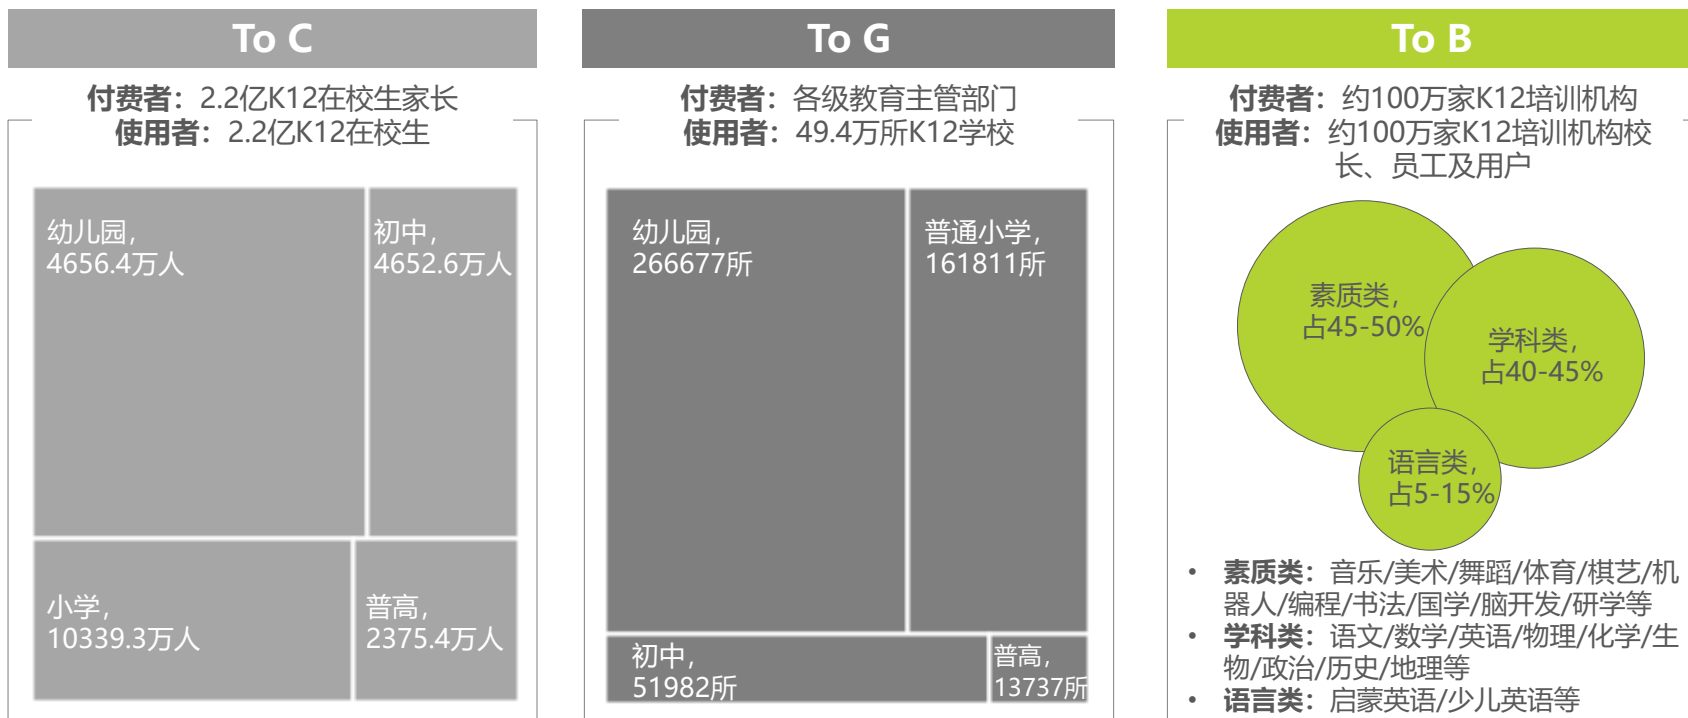 To C
付费者：2.2亿K12在校生家长
使用者：2.2亿K12在校生
幼儿园，
4656.4万人
初中，
4652.6万人
小学，
10339.3万人
普高，
2375.4万人
To G
付费者：各级教育主管部门
使用者：49.4万所K12学校
幼儿园，
266677所
普通小学，
161811所
初中，
51982所
普高，
13737所
To B
付费者：约100万家K12培训机构
使用者：约100万家K12培训机构校
长、员工及用户
素质类，
占45-50%
学科类，
占40-45%
语言类，
占5-15%
• 素质类：音乐/美术/舞蹈/体育/棋艺/机
器人/编程/书法/国学/脑开发/研学等
• 学科类：语文/数学/英语/物理/化学/生
物/政治/历史/地理等
• 语言类：启蒙英语/少儿英语等